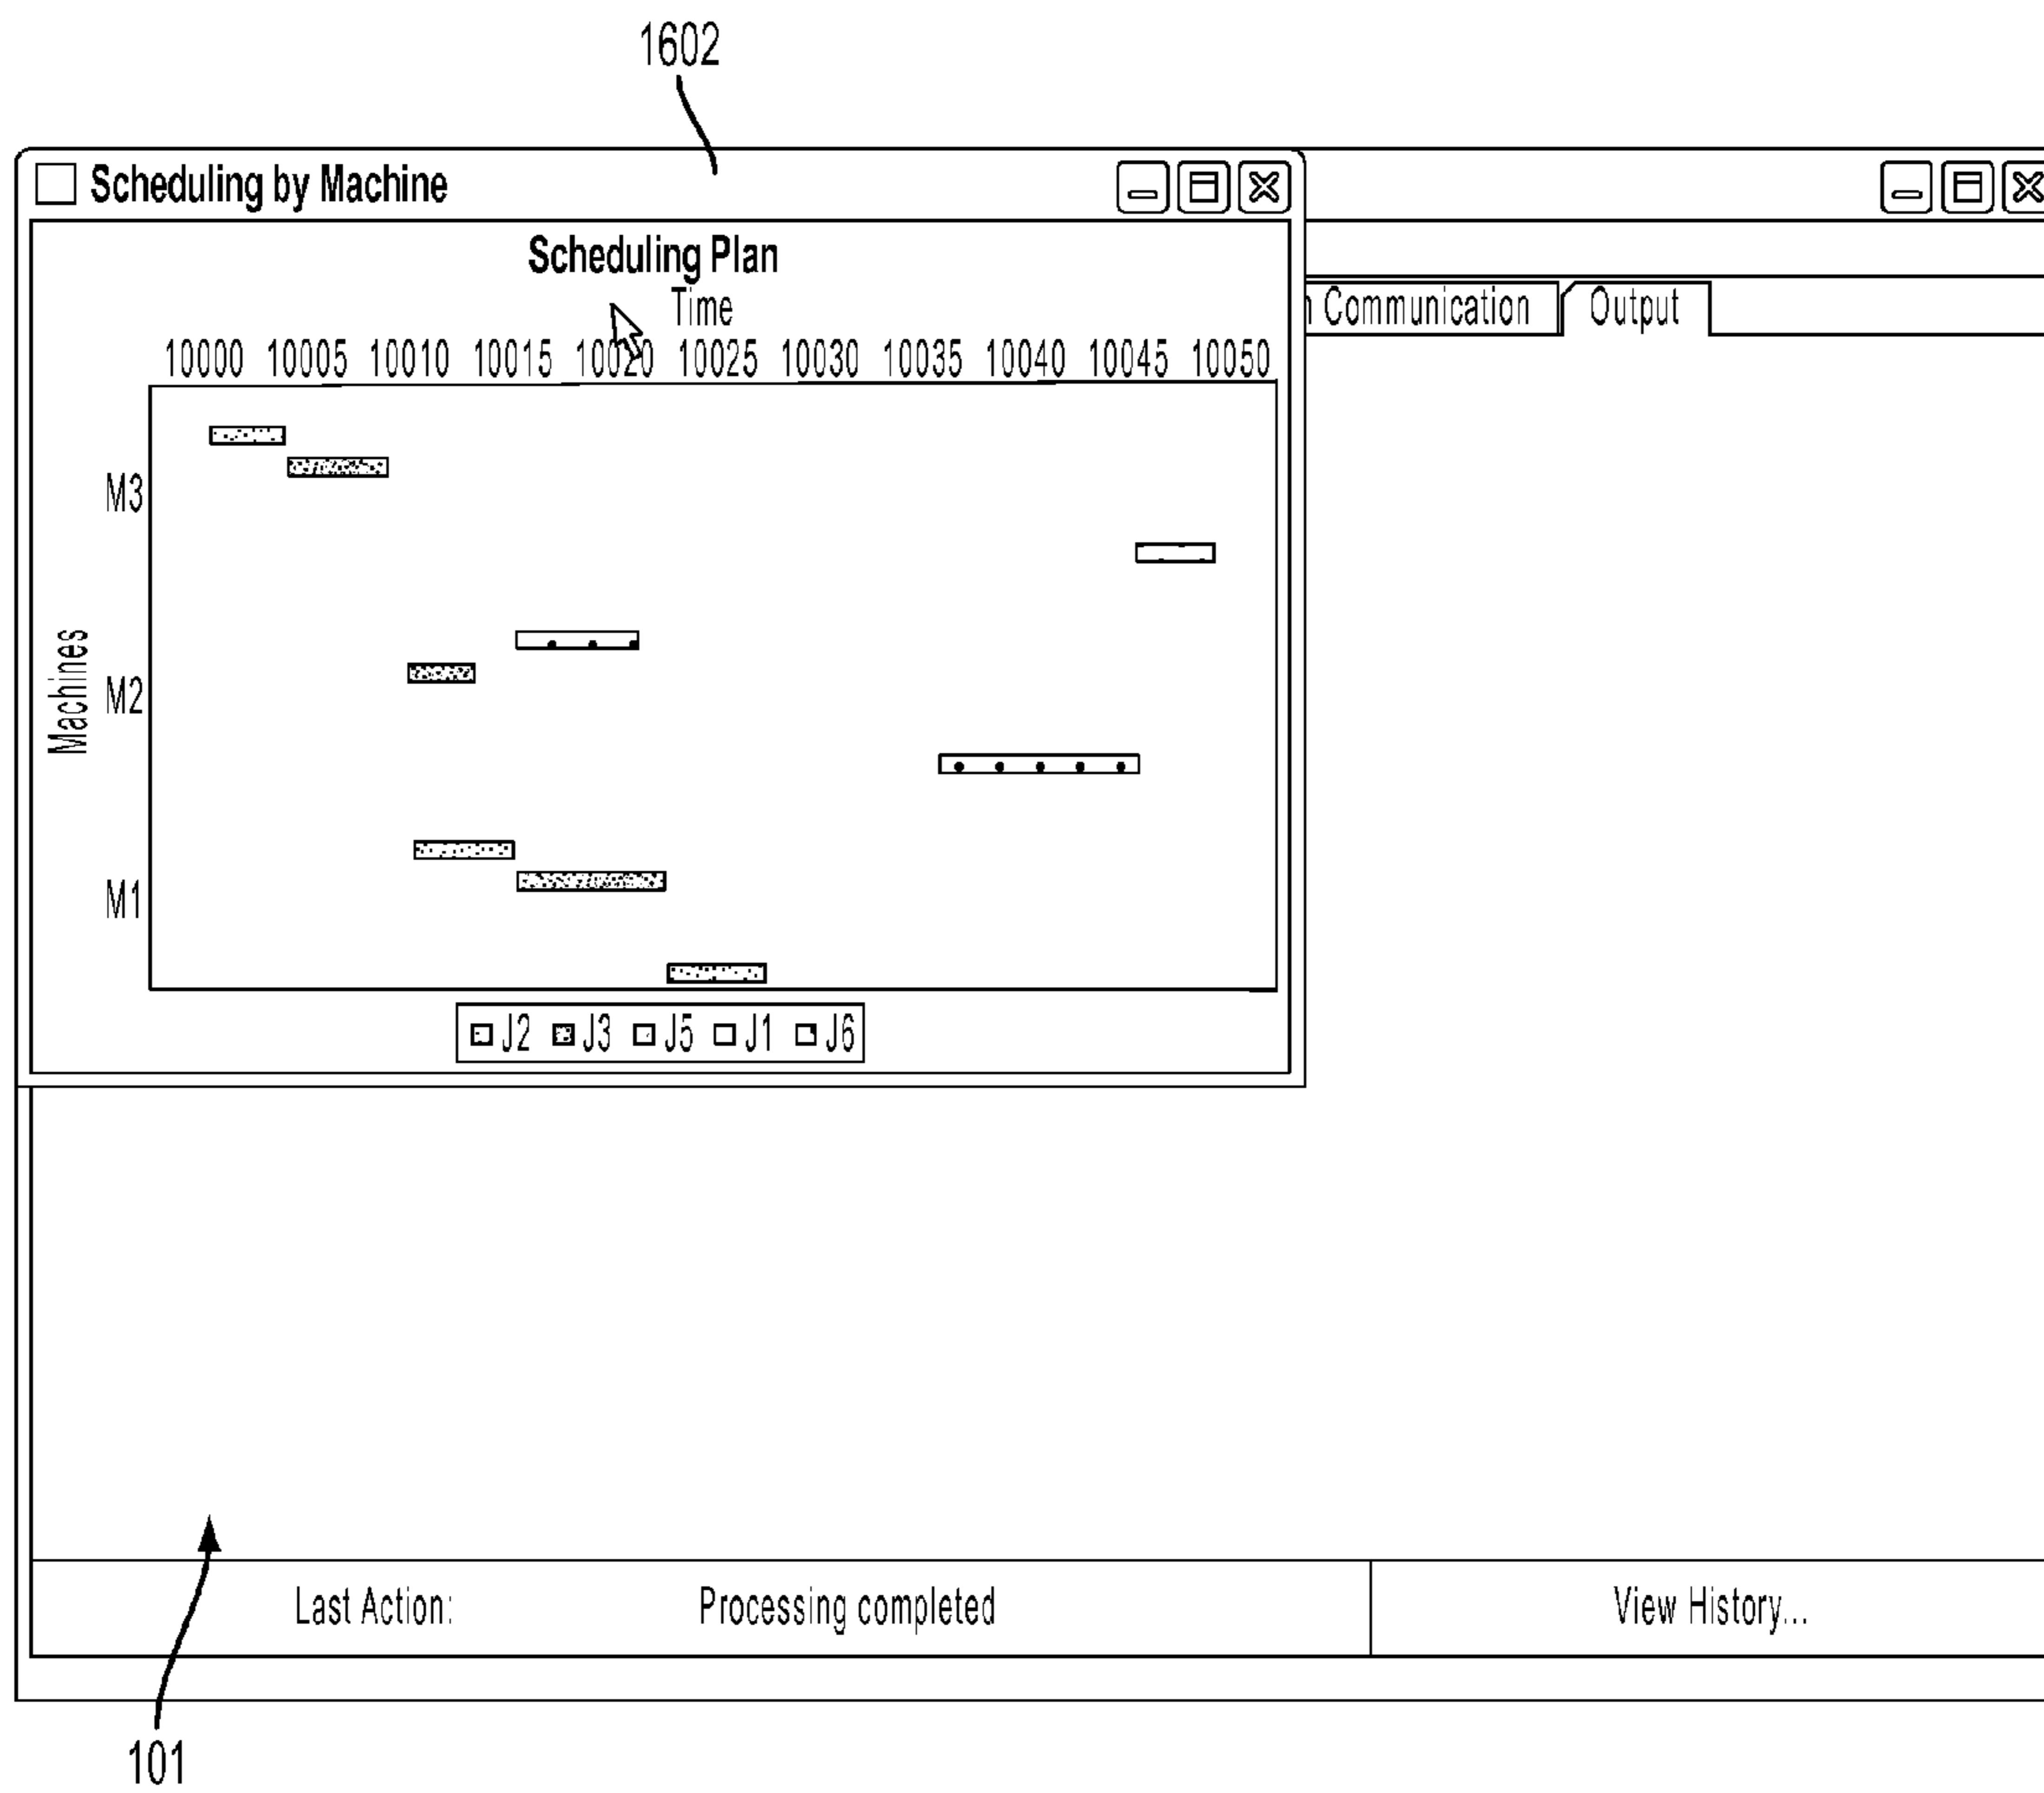 1602
Scheduling by Machine
Scheduling Plan
Time
10000 10005 10010 10015 10020 10025 10030 10035 10040 10045 10050
Communication
Output
Machines
M3
M2
M1
J2 J3 J5 J1 J6
Last Action: Processing completed View History...
101